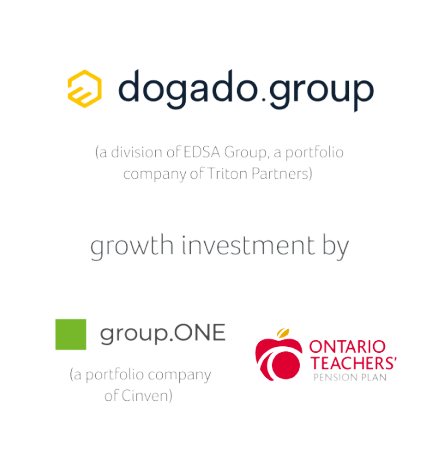 dogado.group
(a division of EDSA Group, a portfolio
company of Triton Partners)
growth investment by
group.ONE
(a portfolio company
of Cinven)
ONTARIO
TEACHERS'
PENSION PLAN